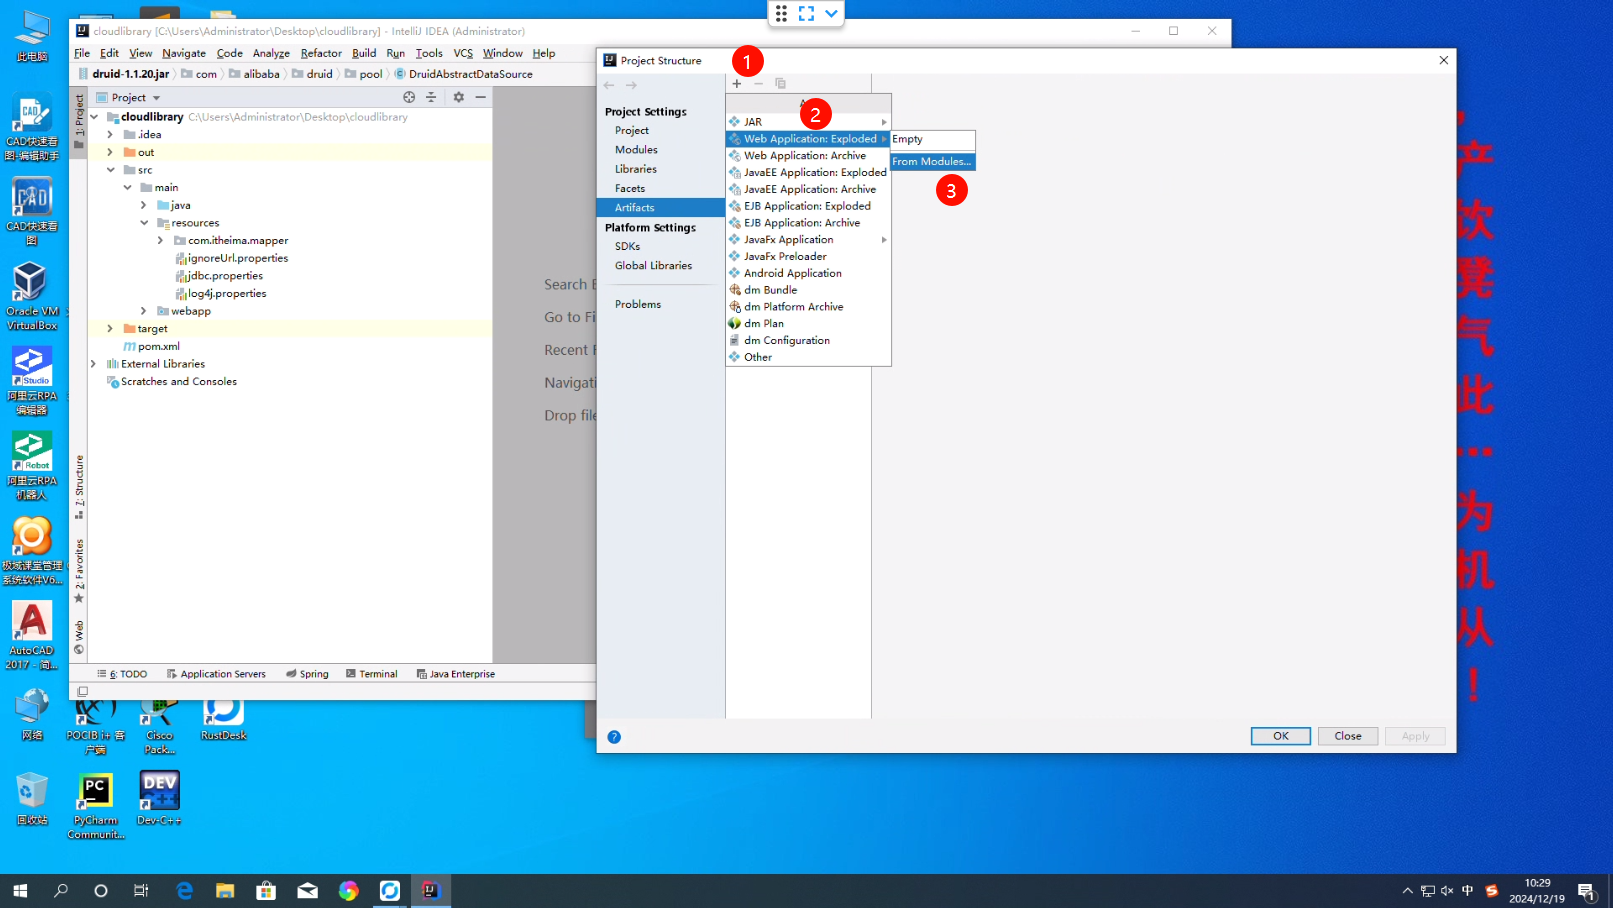 此电脑
CAD快速看
图-编辑助手
CAD快速看
图
Oracle VM
VirtualBox
Studio
阿里云RPA
编辑器
Robot
阿里云RPA
机器人
极域课堂管理
系统软件V6...
AutoCAD
2017 - 简...
网络
POCIB i+ 客
户端
Cisco
Pack...
RustDesk
回收站
PC
PyCharm
Communit...
DEV
C++
Dev-C++
cloudlibrary [C:\Users\Administrator\Desktop\cloudlibrary] - IntelliJ IDEA (Administrator)
File Edit View Navigate Code Analyze Refactor Build Run Tools VCS Window Help
druid-1.1.20.jar com alibaba druid pool DruidAbstractDataSource
1: Project
Project
cloudlibrary C:\Users\Administrator\Desktop\cloudlibrary
.idea
out
src
main
java
resources
com.itheima.mapper
ignoreUrl.properties
jdbc.properties
log4j.properties
webapp
target
pom.xml
External Libraries
Scratches and Consoles
7: Structure
2: Favorites
Web
Search E
Go to Fi
Recent F
Navigati
Drop file
6: TODO Application Servers Spring Terminal Java Enterprise
Project Structure
1
Project Settings
Project
Modules
Libraries
Facets
Artifacts
Platform Settings
SDKs
Global Libraries
Problems
2
JAR
Web Application: Exploded
Web Application: Archive
JavaEE Application: Exploded
JavaEE Application: Archive
EJB Application: Exploded
EJB Application: Archive
JavaFx Application
JavaFx Preloader
Android Application
dm Bundle
dm Platform Archive
dm Plan
dm Configuration
Other
Empty
From Modules...
3
OK Close Apply
产
饮
凳
气
此
...
为
机
从
！
中
10:29
2024/12/19
1